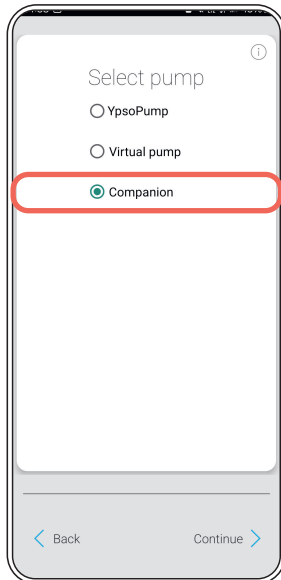 Select pump
YpsoPump
Virtual pump
Companion
Back
Continue